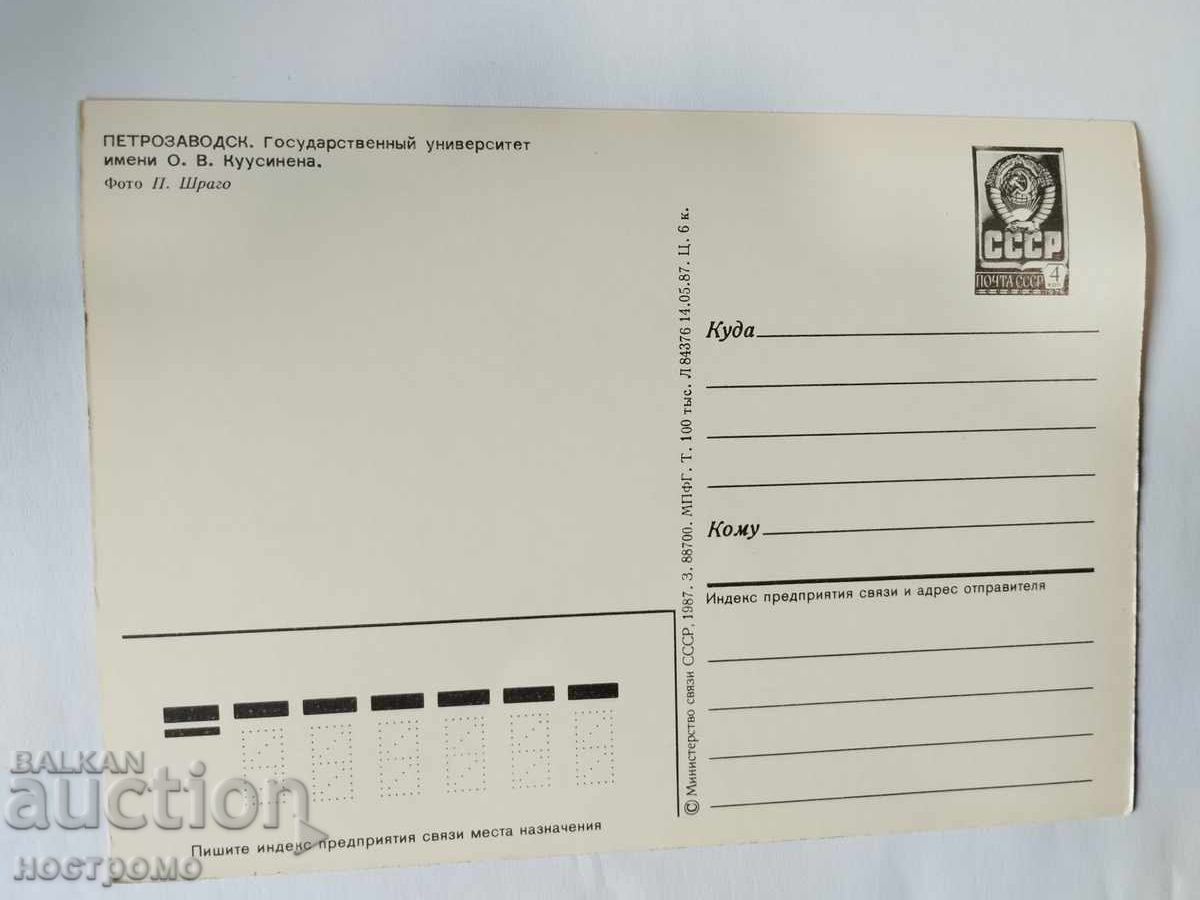 ПЕТРОЗАВОДСК. Государственный университет
имени О. В. Куусинена.
Фото П. Шраго
СССР
ПОЧТА СССР 4
КОП
Куда
Кому
Индекс предприятия связи и адрес отправителя
© Министерство связи СССР, 1987. З. 88700. МПФГ. Т. 100 тыс. Л 84376 14.05.87. Ц. 6 к.
Пишите индекс предприятия связи места назначения
BALKAN
auction
ностромо